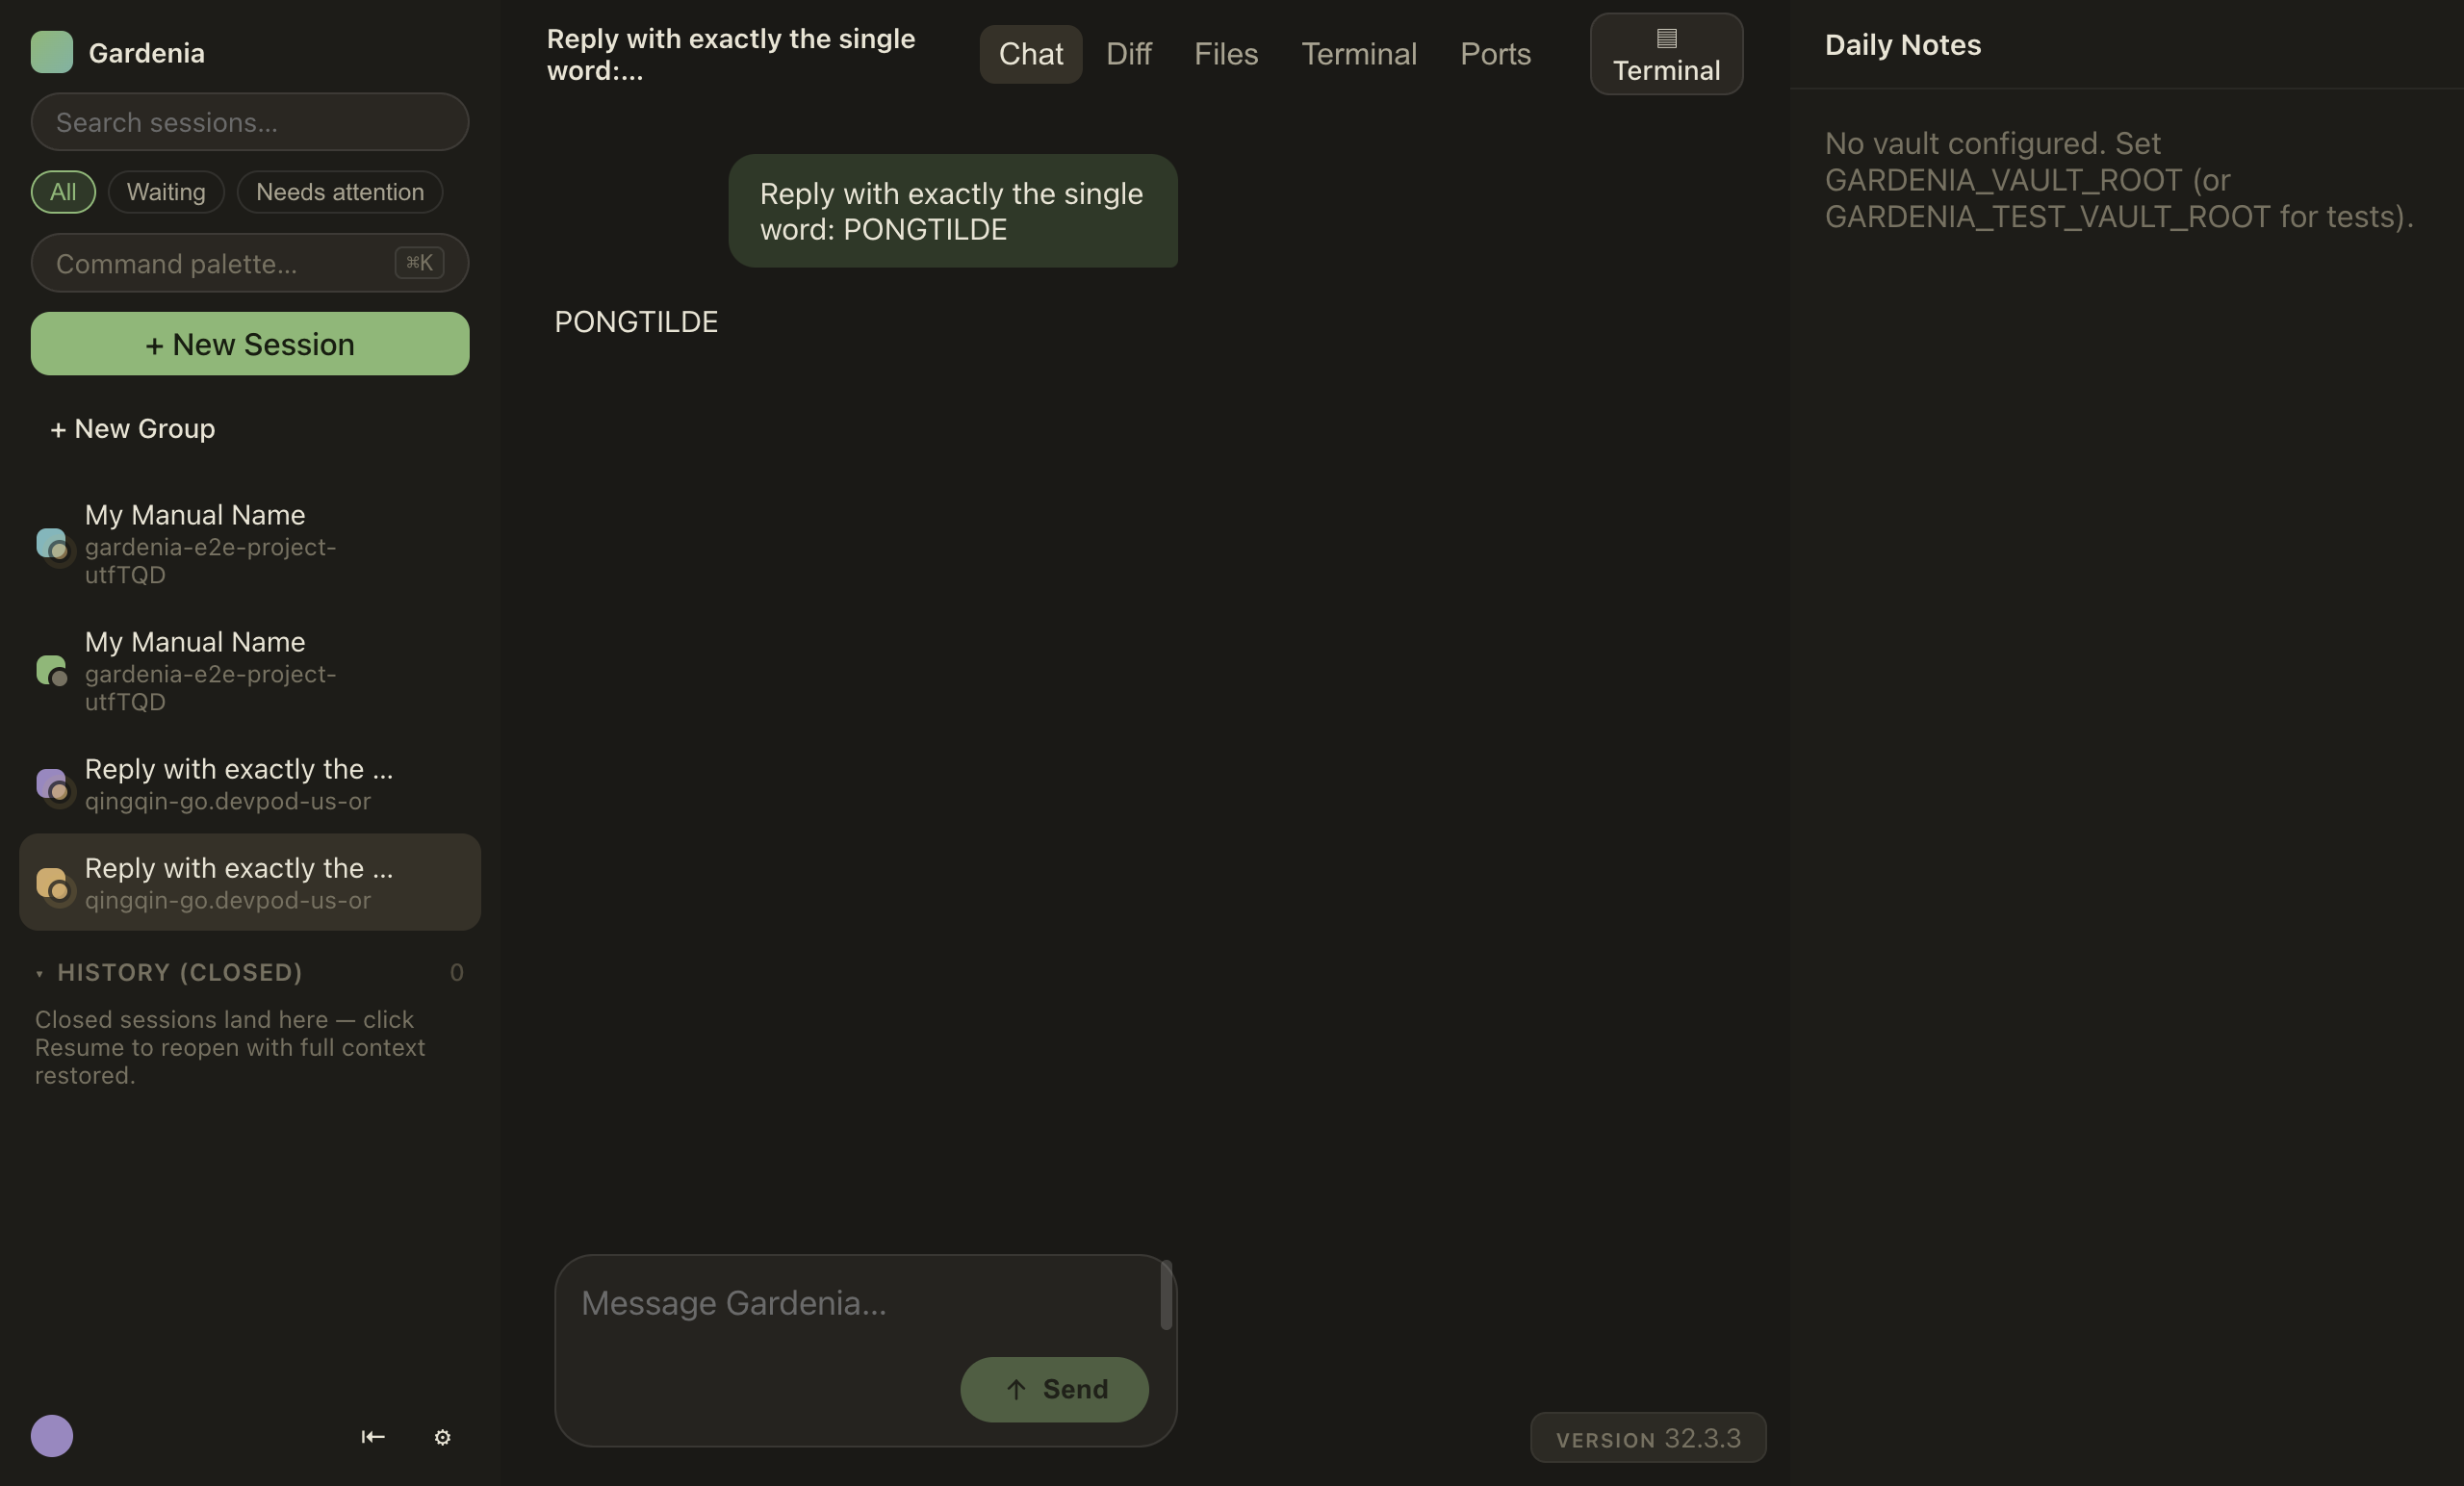 Gardenia
Search sessions...
All
Waiting
Needs attention
Command palette...
⌘K
+ New Session
+ New Group
My Manual Name
gardenia-e2e-project-
utfTQD
My Manual Name
gardenia-e2e-project-
utfTQD
Reply with exactly the ...
qingqin-go.devpod-us-or
Reply with exactly the ...
qingqin-go.devpod-us-or
HISTORY (CLOSED)
0
Closed sessions land here — click
Resume to reopen with full context
restored.
Reply with exactly the single
word:...
Chat
Diff
Files
Terminal
Ports
Terminal
Reply with exactly the single
word: PONGTILDE
PONGTILDE
Message Gardenia...
↑ Send
VERSION 32.3.3
Daily Notes
No vault configured. Set
GARDENIA_VAULT_ROOT (or
GARDENIA_TEST_VAULT_ROOT for tests).